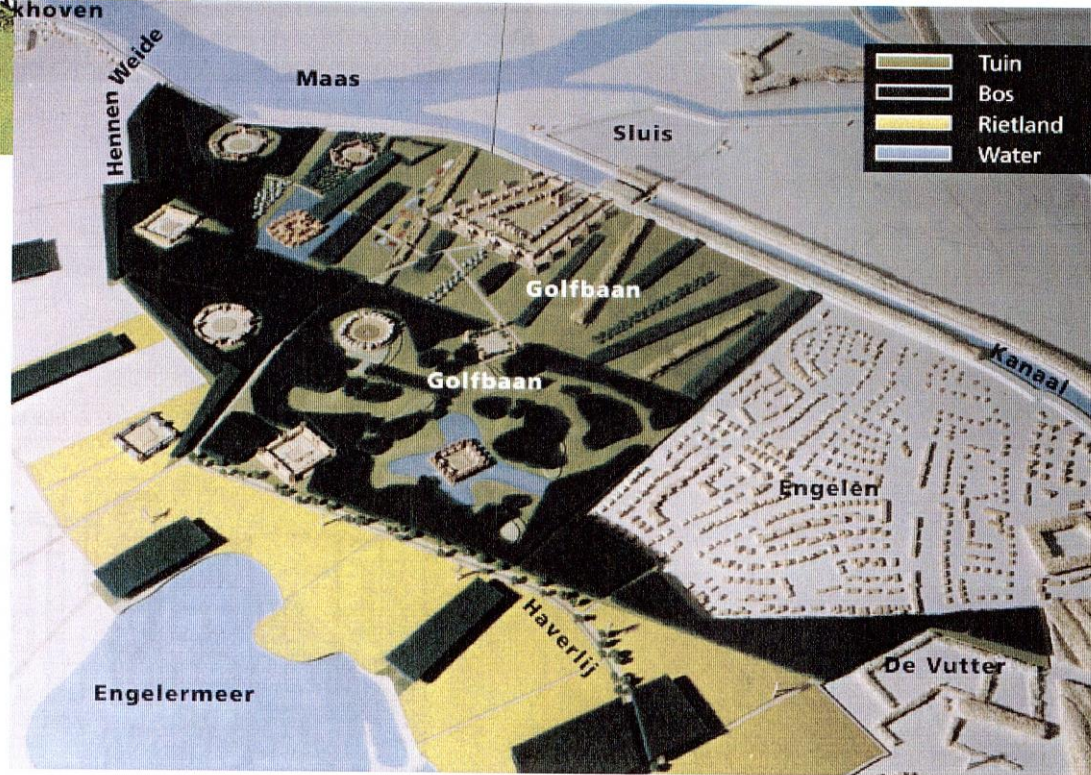 khoven
Hennen Weide
Maas
Sluis
Tuin
Bos
Rietland
Water
Golfbaan
Golfbaan
Kanaal
Engelen
Haverlij
De Vutter
Engelermeer